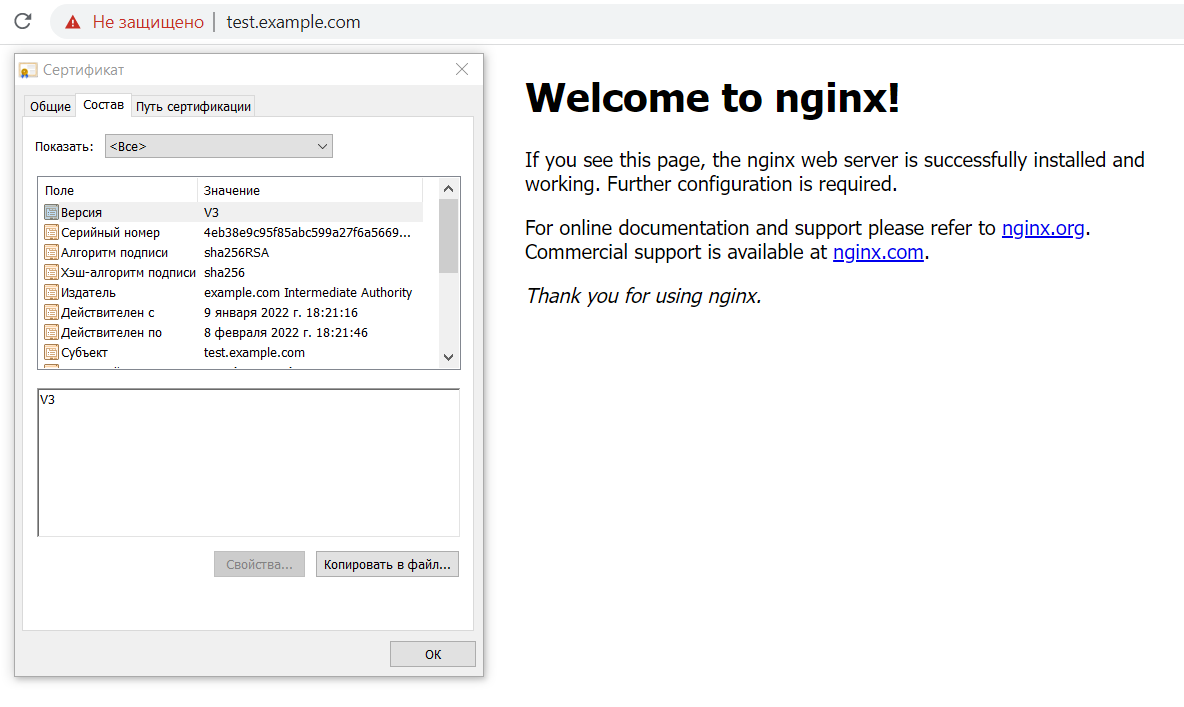 Не защищено | test.example.com
Сертификат
Общие Состав Путь сертификации
Показать: <Все>
Поле Значение
Версия V3
Серийный номер 4eb38e9c95f85abc599a27f6a5669...
Алгоритм подписи sha256RSA
Хэш-алгоритм подписи sha256
Издатель example.com Intermediate Authority
Действителен с 9 января 2022 г. 18:21:16
Действителен по 8 февраля 2022 г. 18:21:46
Субъект test.example.com
V3
Свойства... Копировать в файл...
ОК
Welcome to nginx!
If you see this page, the nginx web server is successfully installed and
working. Further configuration is required.
For online documentation and support please refer to nginx.org.
Commercial support is available at nginx.com.
Thank you for using nginx.